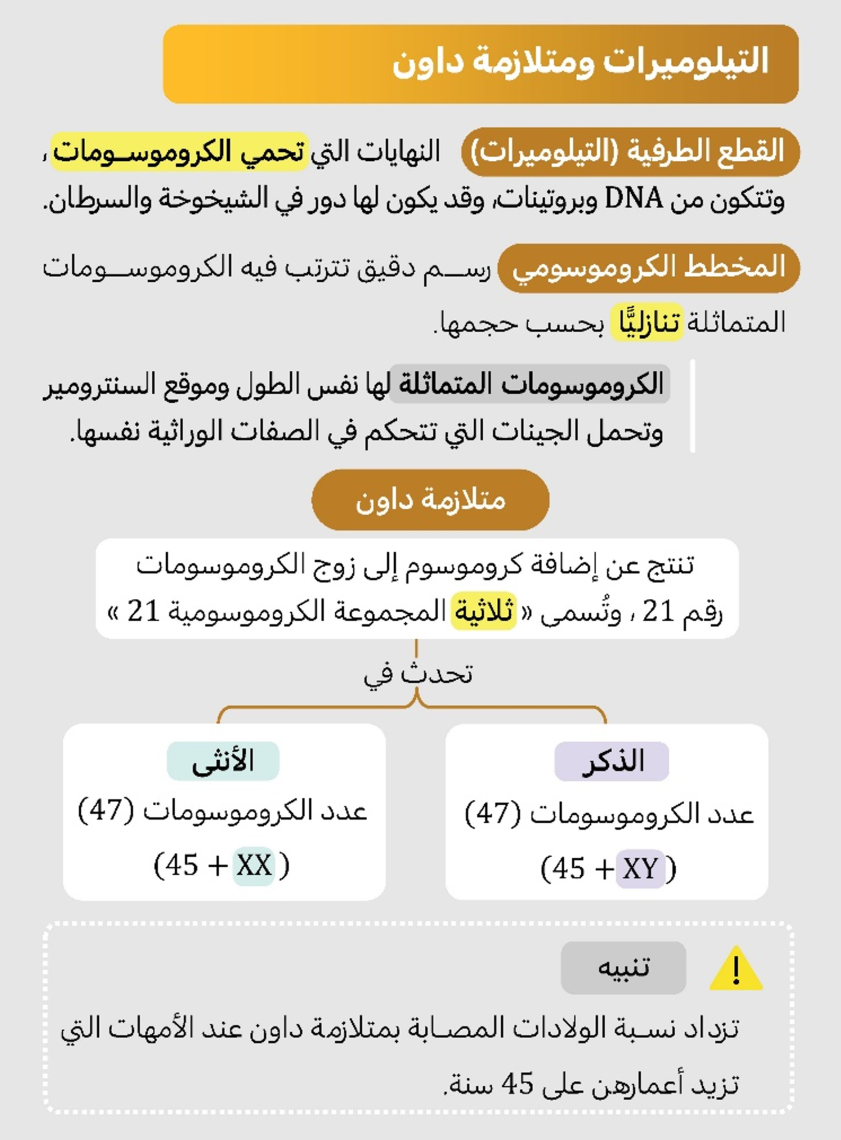 التيلوميرات ومتلازمة داون
القطع الطرفية (التيلوميرات) النهايات التي تحمي الكروموسومات ،
وتتكون من DNA وبروتينات، وقد يكون لها دور في الشيخوخة والسرطان.
المخطط الكروموسومي رسم دقيق تترتب فيه الكروموسومات
المتماثلة تنازليًّا بحسب حجمها.
الكروموسومات المتماثلة لها نفس الطول وموقع السنترومير
وتحمل الجينات التي تتحكم في الصفات الوراثية نفسها.
متلازمة داون
تنتج عن إضافة كروموسوم إلى زوج الكروموسومات
رقم 21 ، وتُسمى « ثلاثية المجموعة الكروموسومية 21 »
تحدث في
الذكر
عدد الكروموسومات (47)
(45 + XY)
الأنثى
عدد الكروموسومات (47)
(45 + XX)
تنبيه
تزداد نسبة الولادات المصابة بمتلازمة داون عند الأمهات التي
تزيد أعمارهن على 45 سنة.